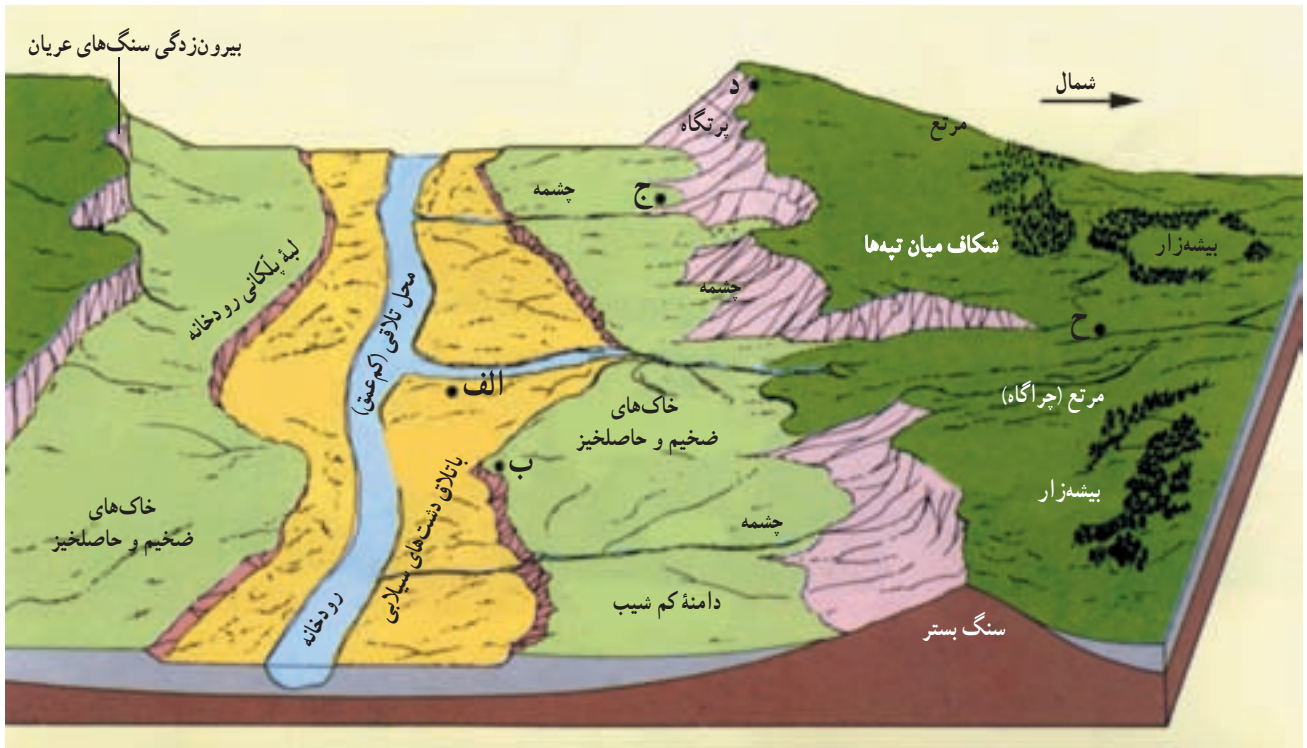 بیرون‌زدگی سنگ‌های عریان
شمال
د
پرتگاه
مرتع
چشمه
ج
شکاف میان تپه‌ها
بیشه‌زار
لبهٔ پلّکانی رودخانه
محل تلاقی (کم‌عمق)
چشمه
ح
الف
مرتع (چراگاه)
خاک‌های
ضخیم و حاصلخیز
ب
باتلاق دشت‌های سیلابی
بیشه‌زار
خاک‌های
ضخیم و حاصلخیز
چشمه
رودخانه
دامنهٔ کم شیب
سنگ بستر